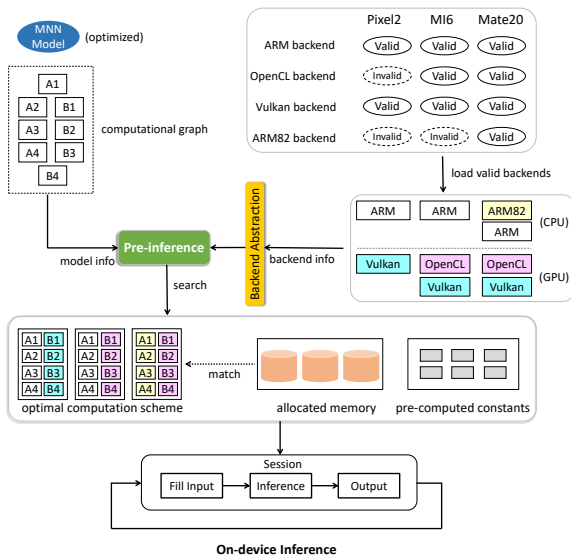 MNN
Model
(optimized)
A1
A2 B1
A3 B2
A4 B3
B4
computational graph
Pixel2 MI6 Mate20
ARM backend Valid Valid Valid
OpenCL backend Invalid Valid Valid
Vulkan backend Valid Valid Valid
ARM82 backend Invalid Invalid Valid
load valid backends
ARM ARM ARM82
ARM
(CPU)
Vulkan OpenCL OpenCL
Vulkan Vulkan
(GPU)
Backend Abstraction
backend info
Pre-inference
model info
search
A1 B1 A1 B1 A1 B1
A2 B2 A2 B2 A2 B2
A3 B3 A3 B3 A3 B3
A4 B4 A4 B4 A4 B4
optimal computation scheme
match
allocated memory
pre-computed constants
Session
Fill Input Inference Output
On-device Inference